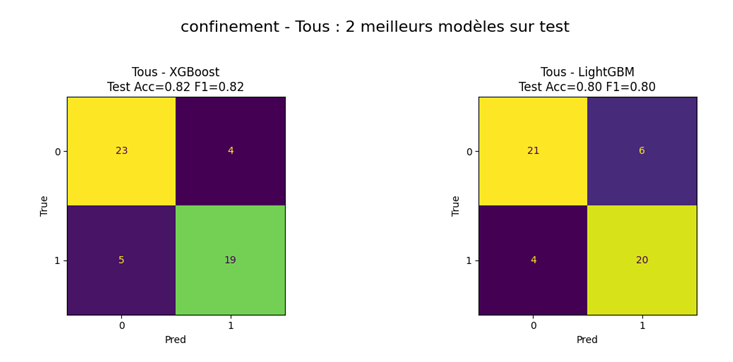 confinement - Tous : 2 meilleurs modèles sur test
Tous - XGBoost
Test Acc=0.82 F1=0.82
0
23
4
True
1
5
19
0
1
Pred
Tous - LightGBM
Test Acc=0.80 F1=0.80
0
21
6
True
1
4
20
0
1
Pred